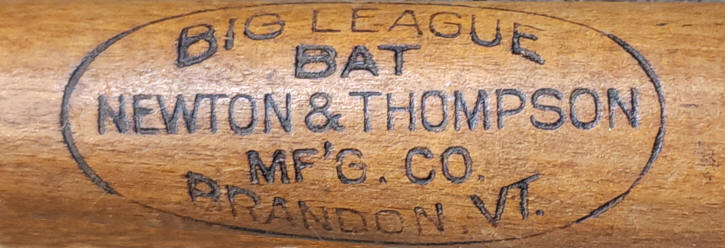 BIG LEAGUE
BAT
NEWTON & THOMPSON
MF'G. CO.
BRANDON, VT.